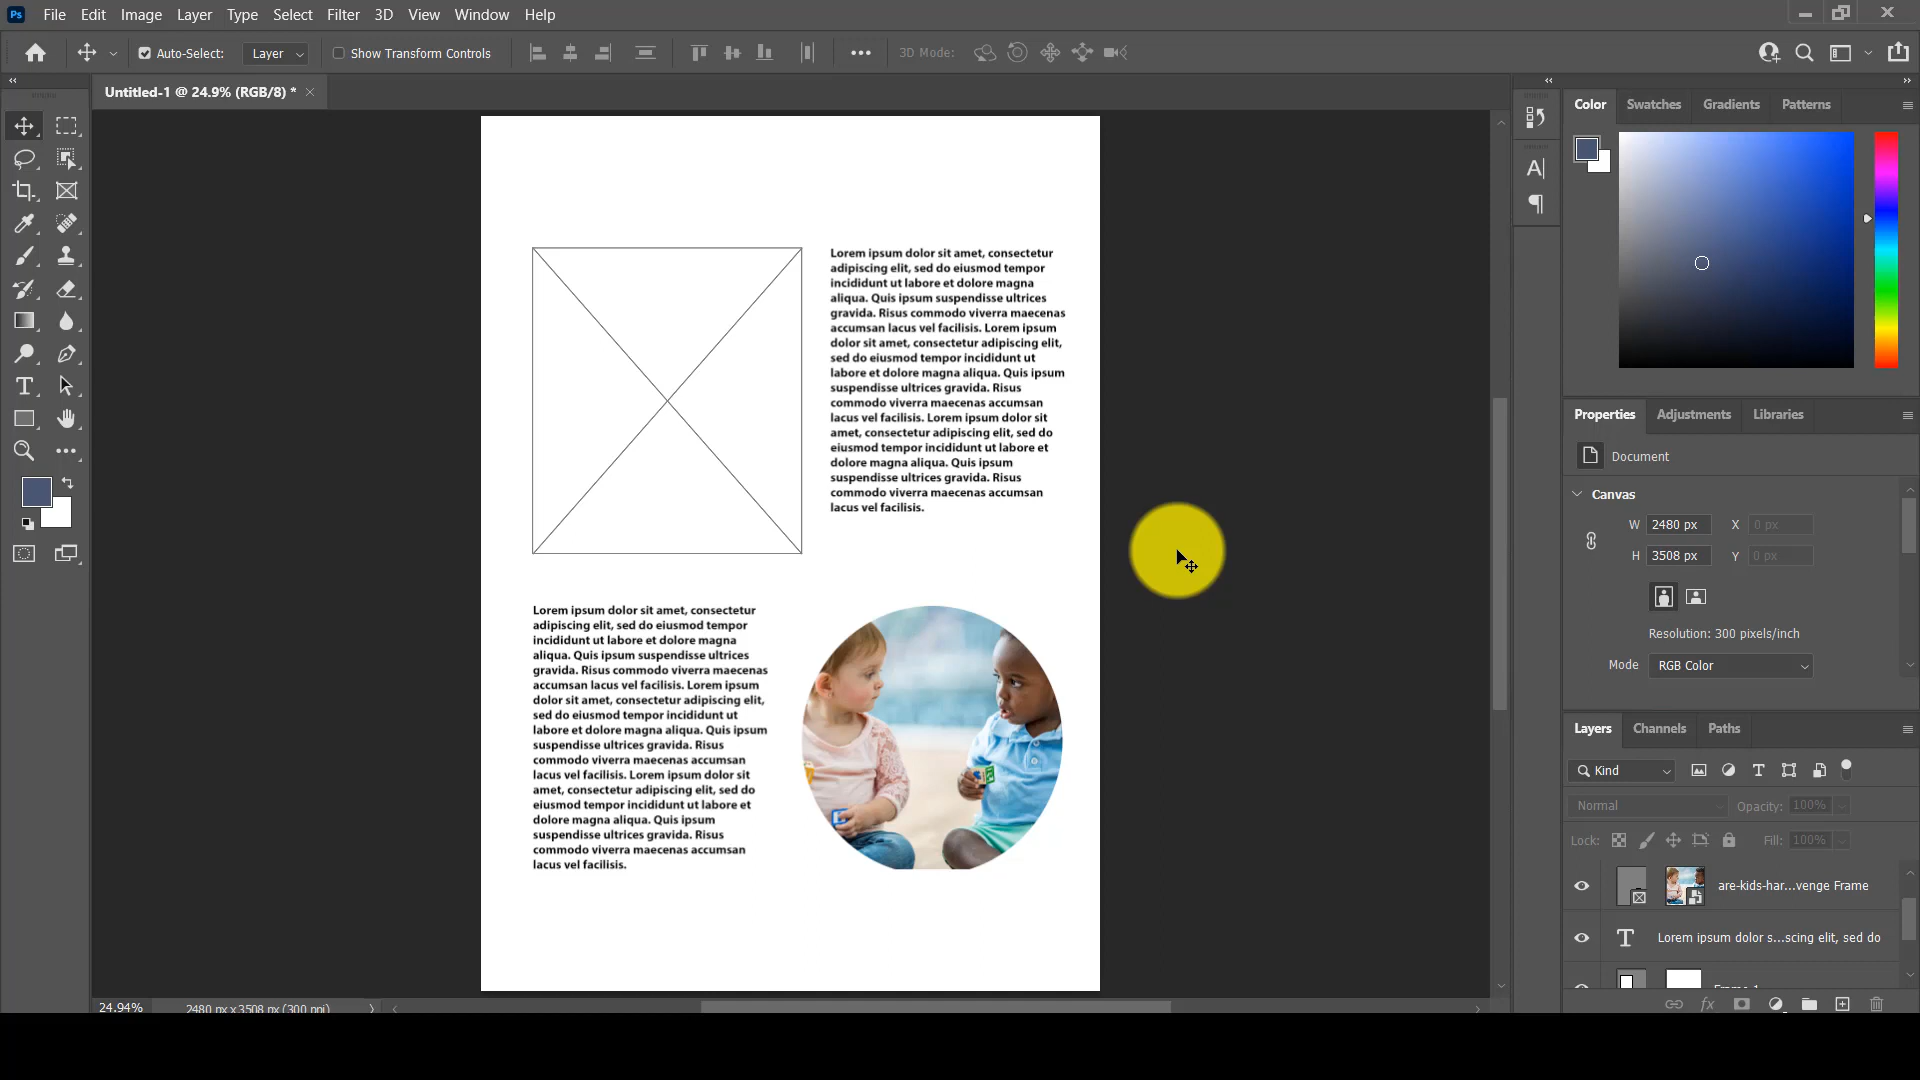 Ps File Edit Image Layer Type Select Filter 3D View Window Help
Auto-Select: Layer Show Transform Controls 3D Mode:
Untitled-1 @ 24.9% (RGB/8) *
Color Swatches Gradients Patterns
Lorem ipsum dolor sit amet, consectetur
adipiscing elit, sed do eiusmod tempor
incididunt ut labore et dolore magna
aliqua. Quis ipsum suspendisse ultrices
gravida. Risus commodo viverra maecenas
accumsan lacus vel facilisis. Lorem ipsum
dolor sit amet, consectetur adipiscing elit,
sed do eiusmod tempor incididunt ut
labore et dolore magna aliqua. Quis ipsum
suspendisse ultrices gravida. Risus
commodo viverra maecenas accumsan
lacus vel facilisis. Lorem ipsum dolor sit
amet, consectetur adipiscing elit, sed do
eiusmod tempor incididunt ut labore et
dolore magna aliqua. Quis ipsum
suspendisse ultrices gravida. Risus
commodo viverra maecenas accumsan
lacus vel facilisis.
Lorem ipsum dolor sit amet, consectetur
adipiscing elit, sed do eiusmod tempor
incididunt ut labore et dolore magna
aliqua. Quis ipsum suspendisse ultrices
gravida. Risus commodo viverra maecenas
accumsan lacus vel facilisis. Lorem ipsum
dolor sit amet, consectetur adipiscing elit,
sed do eiusmod tempor incididunt ut
labore et dolore magna aliqua. Quis ipsum
suspendisse ultrices gravida. Risus
commodo viverra maecenas accumsan
lacus vel facilisis. Lorem ipsum dolor sit
amet, consectetur adipiscing elit, sed do
eiusmod tempor incididunt ut labore et
dolore magna aliqua. Quis ipsum
suspendisse ultrices gravida. Risus
commodo viverra maecenas accumsan
lacus vel facilisis.
Properties Adjustments Libraries
Document
Canvas
W 2480 px X 0 px
H 3508 px Y 0 px
Resolution: 300 pixels/inch
Mode RGB Color
Layers Channels Paths
Kind
Normal Opacity: 100%
Lock: Fill: 100%
are-kids-har...venge Frame
Lorem ipsum dolor s...scing elit, sed do
Frame 1
24.94% 2480 px x 3508 px (300 ppi)